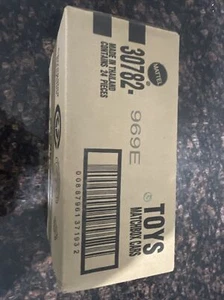 MATTEL
30782-
MADE IN THAILAND
CONTAINS 24 PIECES
969E
TOYS
MATCHBOX CARS